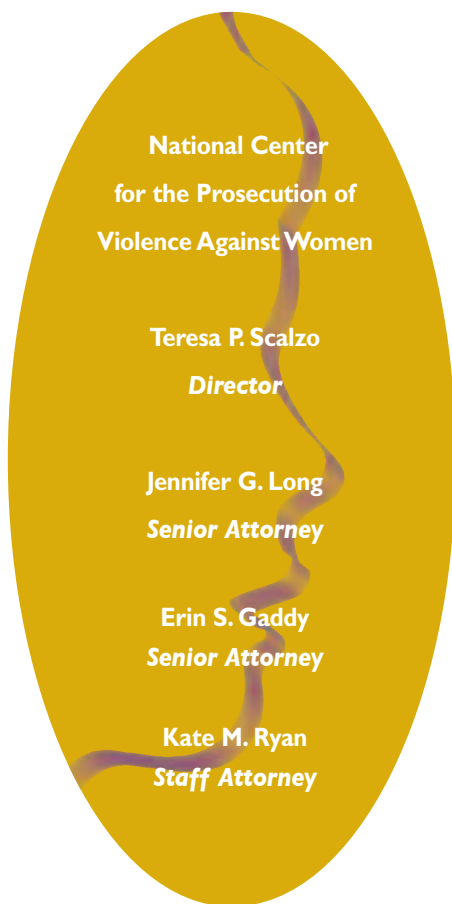 National Center
for the Prosecution of
Violence Against Women
Teresa P. Scalzo
Director
Jennifer G. Long
Senior Attorney
Erin S. Gaddy
Senior Attorney
Kate M. Ryan
Staff Attorney